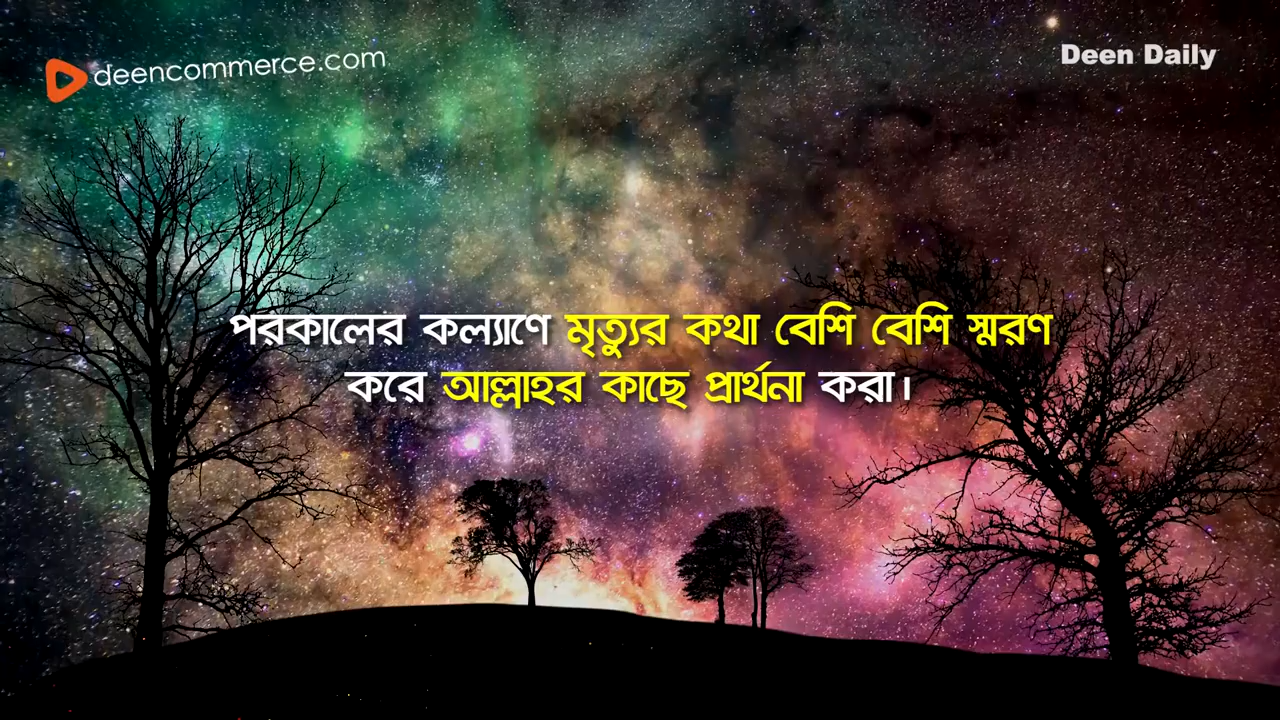 deencommerce.com
Deen Daily
পরকালের কল্যাণে মৃত্যুর কথা বেশি বেশি স্মরণ
করে আল্লাহর কাছে প্রার্থনা করা।